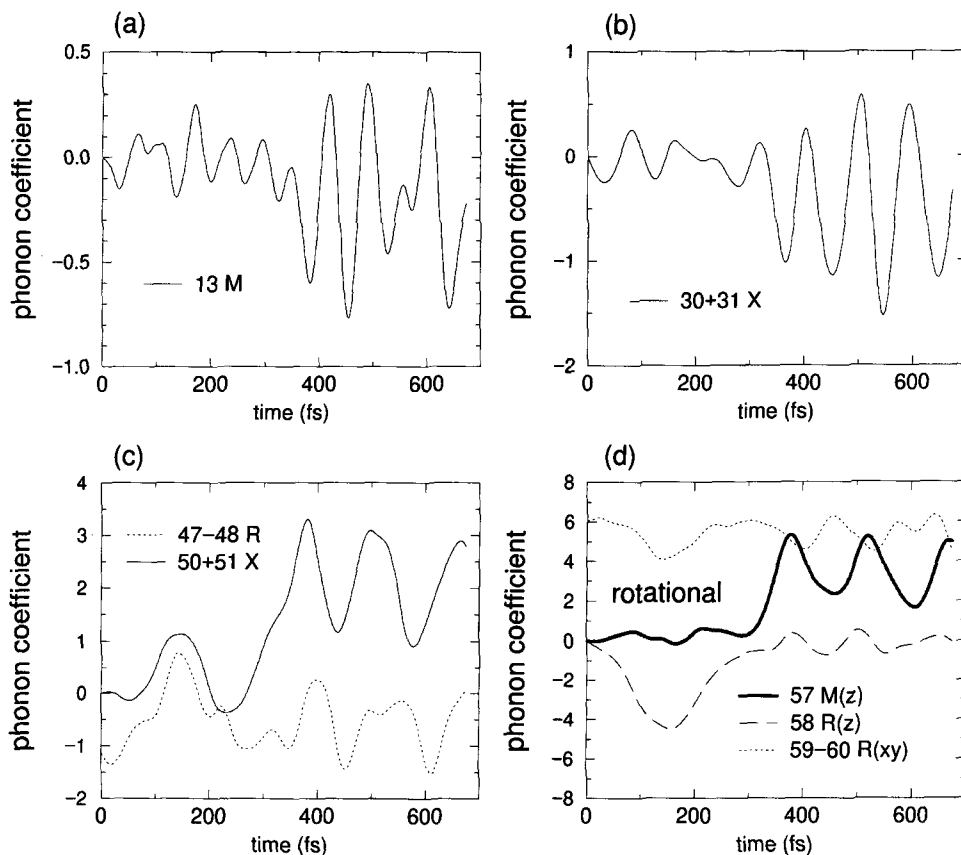 (a)
0.5
0.0
−0.5
−1.0
phonon coefficient
13 M
0 200 400 600
time (fs)
(b)
1
0
−1
−2
phonon coefficient
30+31 X
0 200 400 600
time (fs)
(c)
4
3
2
1
0
−1
−2
phonon coefficient
47−48 R
50+51 X
0 200 400 600
time (fs)
(d)
8
6
4
2
0
−2
−4
−6
−8
phonon coefficient
rotational
57 M(z)
58 R(z)
59−60 R(xy)
0 200 400 600
time (fs)